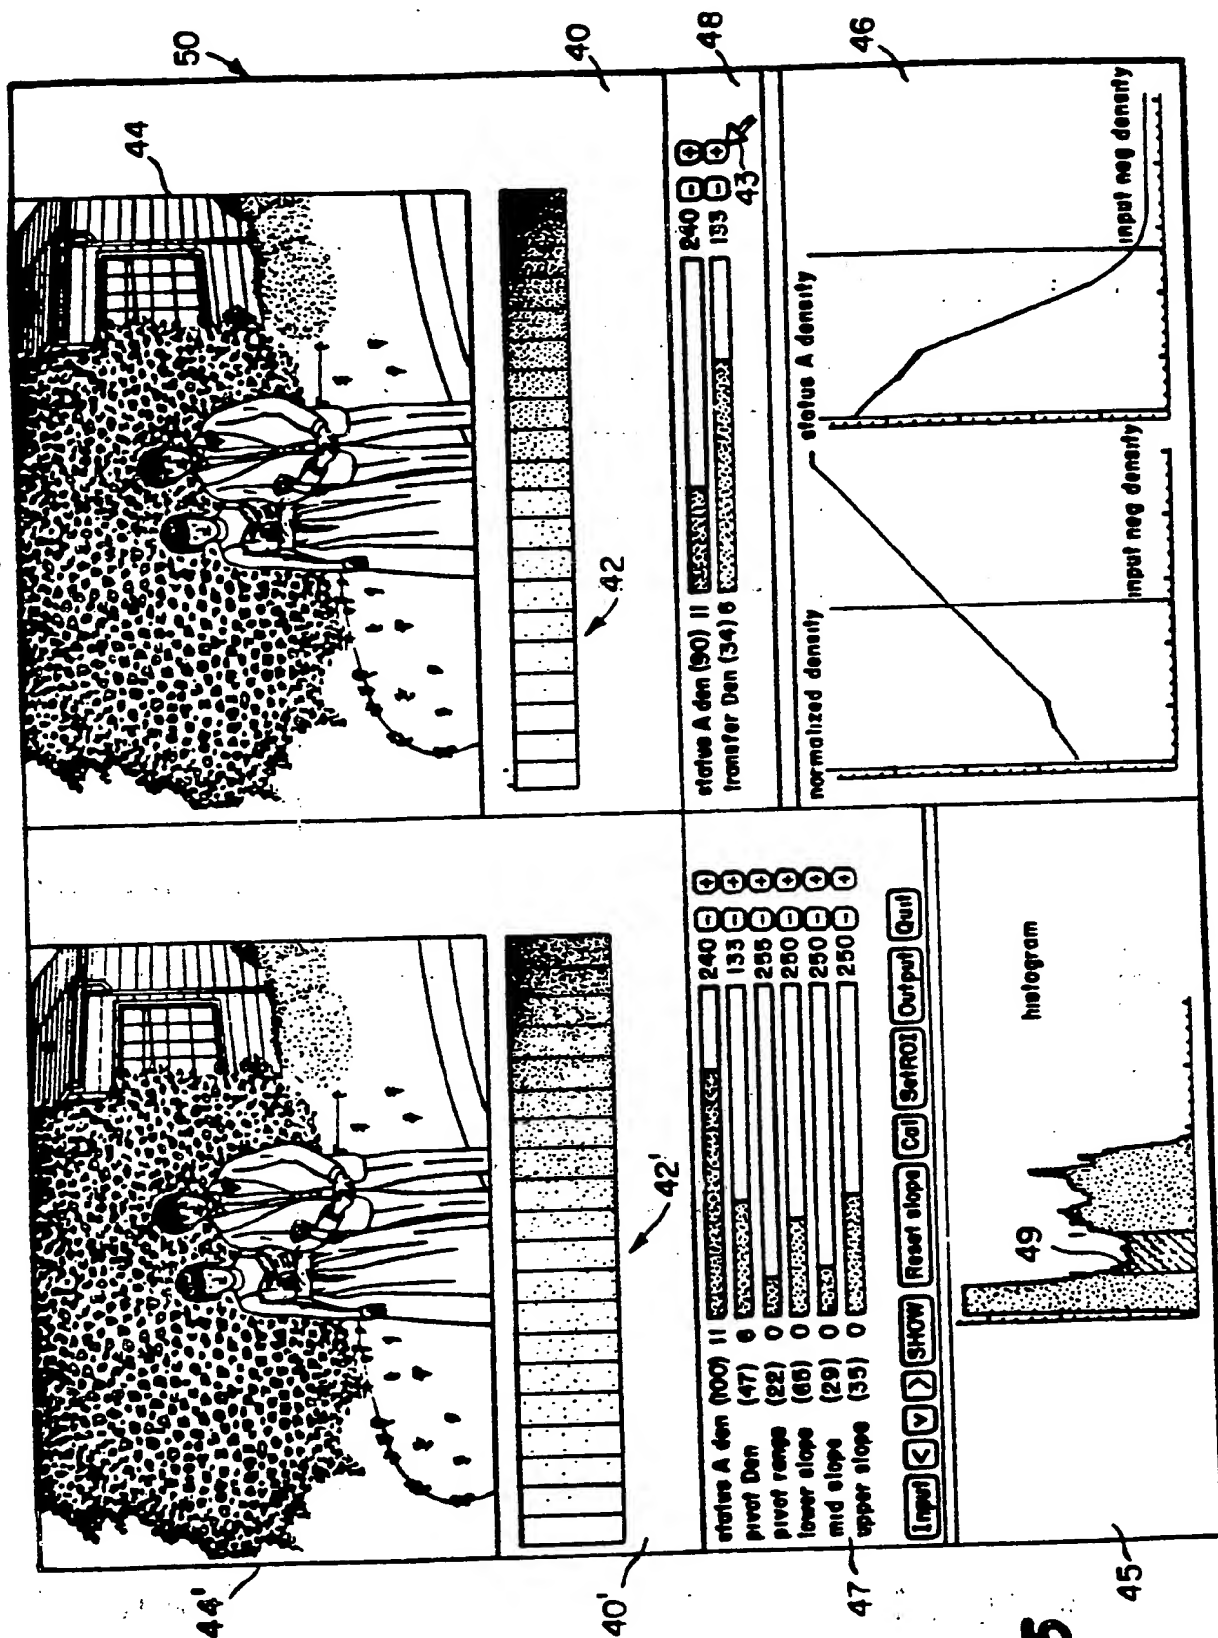 50
44'
44
40'
40
42'
42
status A den (100) 11 240 - +
pivot Den (47) 6 133 - +
pivot range (22) 0 255 - +
lower slope (65) 0 250 - +
mid slope (29) 0 250 - +
upper slope (35) 0 250 - +
47
Input < v > SHOW Reset slope Cal SetROI Output Quit
status A den (90) 11 240 - +
transfer Den (34) 6 133 - +
43
48
histogram
49
45
normalized density
input neg density
status A density
input neg density
46
5